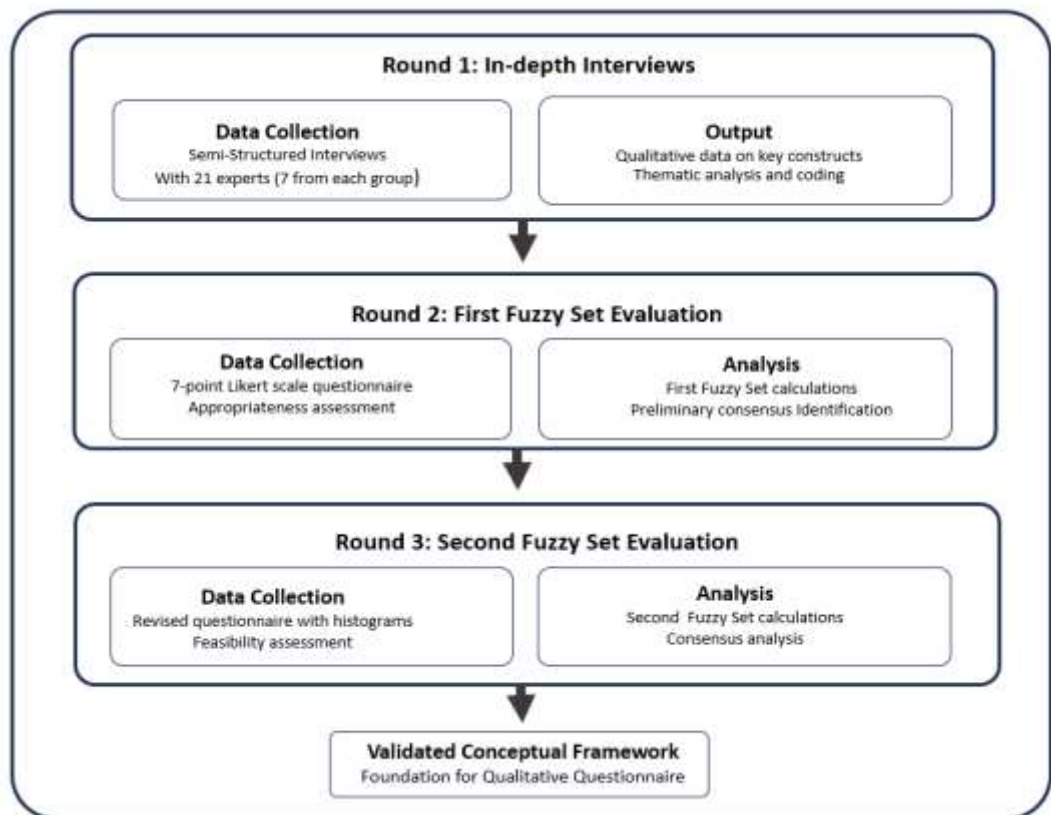 Round 1: In-depth Interviews
Data Collection
Semi-Structured Interviews
With 21 experts (7 from each group)
Output
Qualitative data on key constructs
Thematic analysis and coding
Round 2: First Fuzzy Set Evaluation
Data Collection
7-point Likert scale questionnaire
Appropriateness assessment
Analysis
First Fuzzy Set calculations
Preliminary consensus Identification
Round 3: Second Fuzzy Set Evaluation
Data Collection
Revised questionnaire with histograms
Feasibility assessment
Analysis
Second Fuzzy Set calculations
Consensus analysis
Validated Conceptual Framework
Foundation for Qualitative Questionnaire